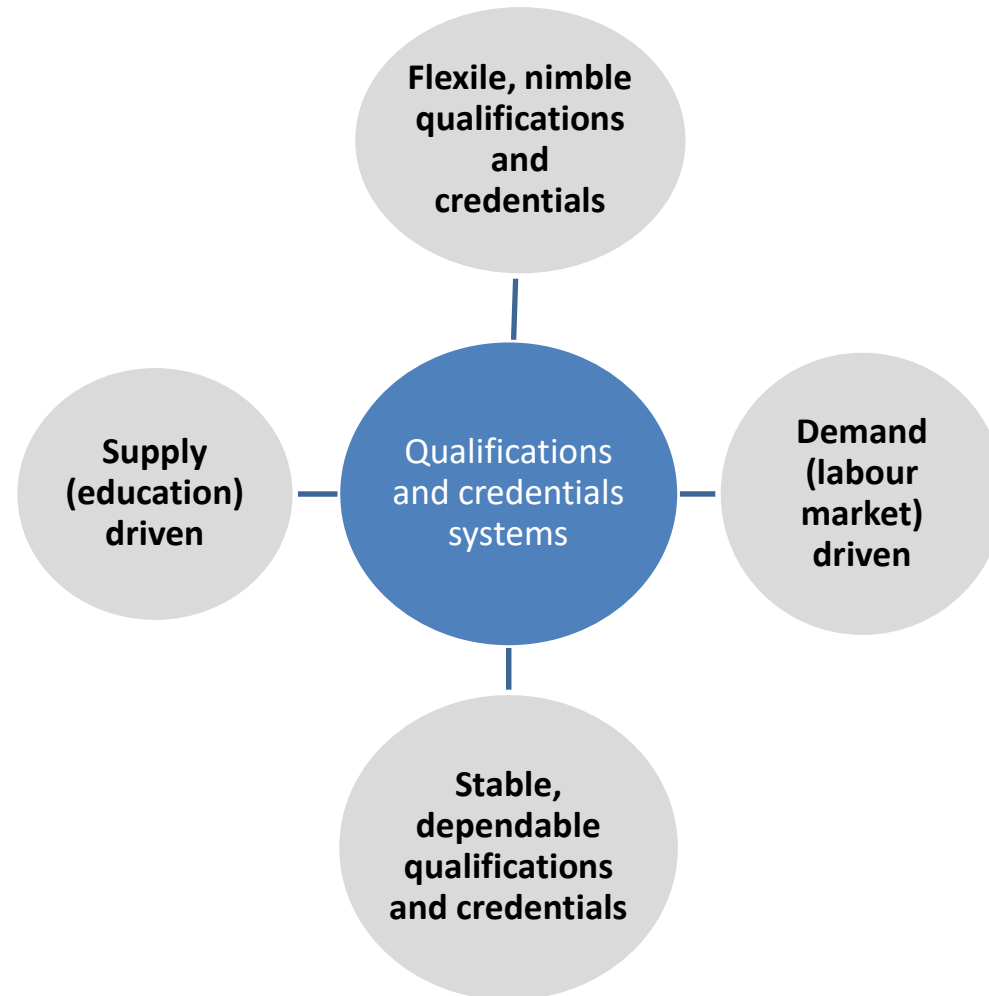 Flexile, nimble
qualifications
and
credentials
Supply
(education)
driven
Qualifications
and credentials
systems
Demand
(labour
market)
driven
Stable,
dependable
qualifications
and credentials